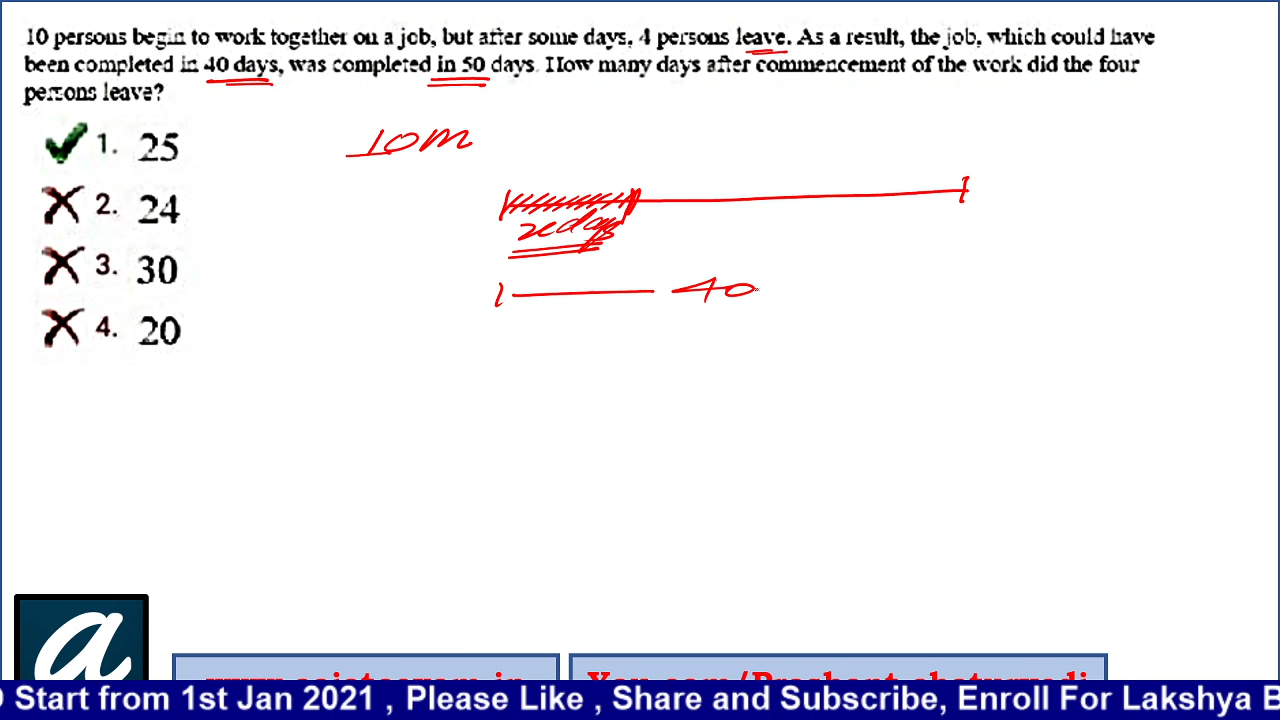 10 persons begin to work together on a job, but after some days, 4 persons leave. As a result, the job, which could have
been completed in 40 days, was completed in 50 days. How many days after commencement of the work did the four
persons leave?
1. 25
2. 24
3. 30
4. 20
10m
x days
40
a
D Start from 1st Jan 2021 , Please Like , Share and Subscribe, Enroll For Lakshya B